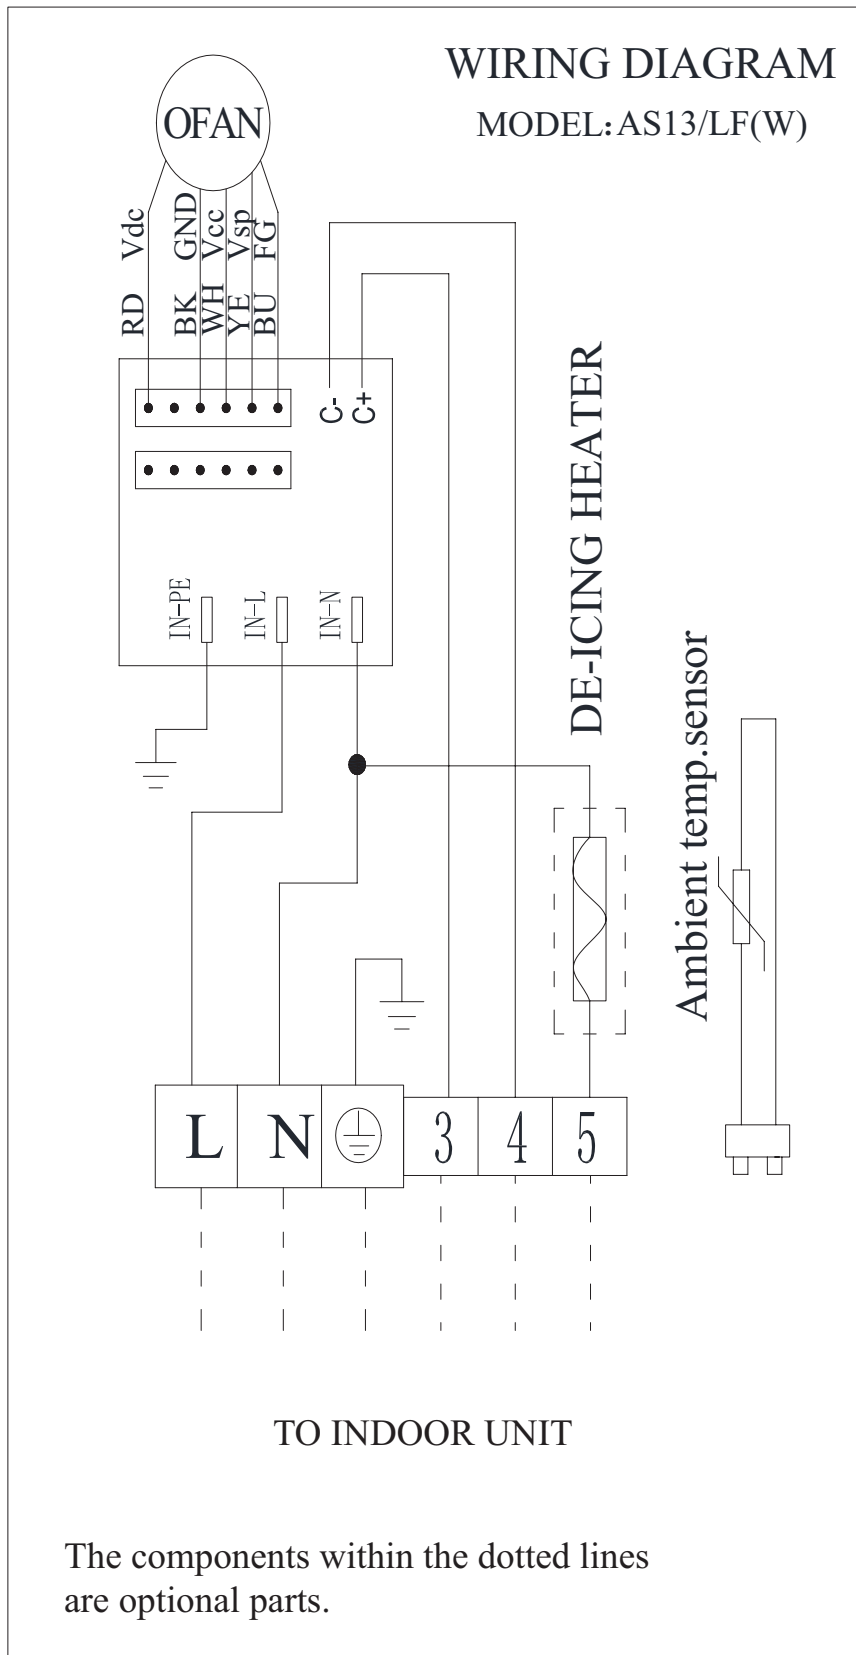 WIRING DIAGRAM
MODEL:AS13/LF(W)
OFAN
Vdc
GND
Vcc
Vsp
FG
RD
BK
WH
YE
BU
C-
C+
IN-PE
IN-L
IN-N
DE-ICING HEATER
Ambient temp.sensor
L
N
3
4
5
TO INDOOR UNIT
The components within the dotted lines
are optional parts.